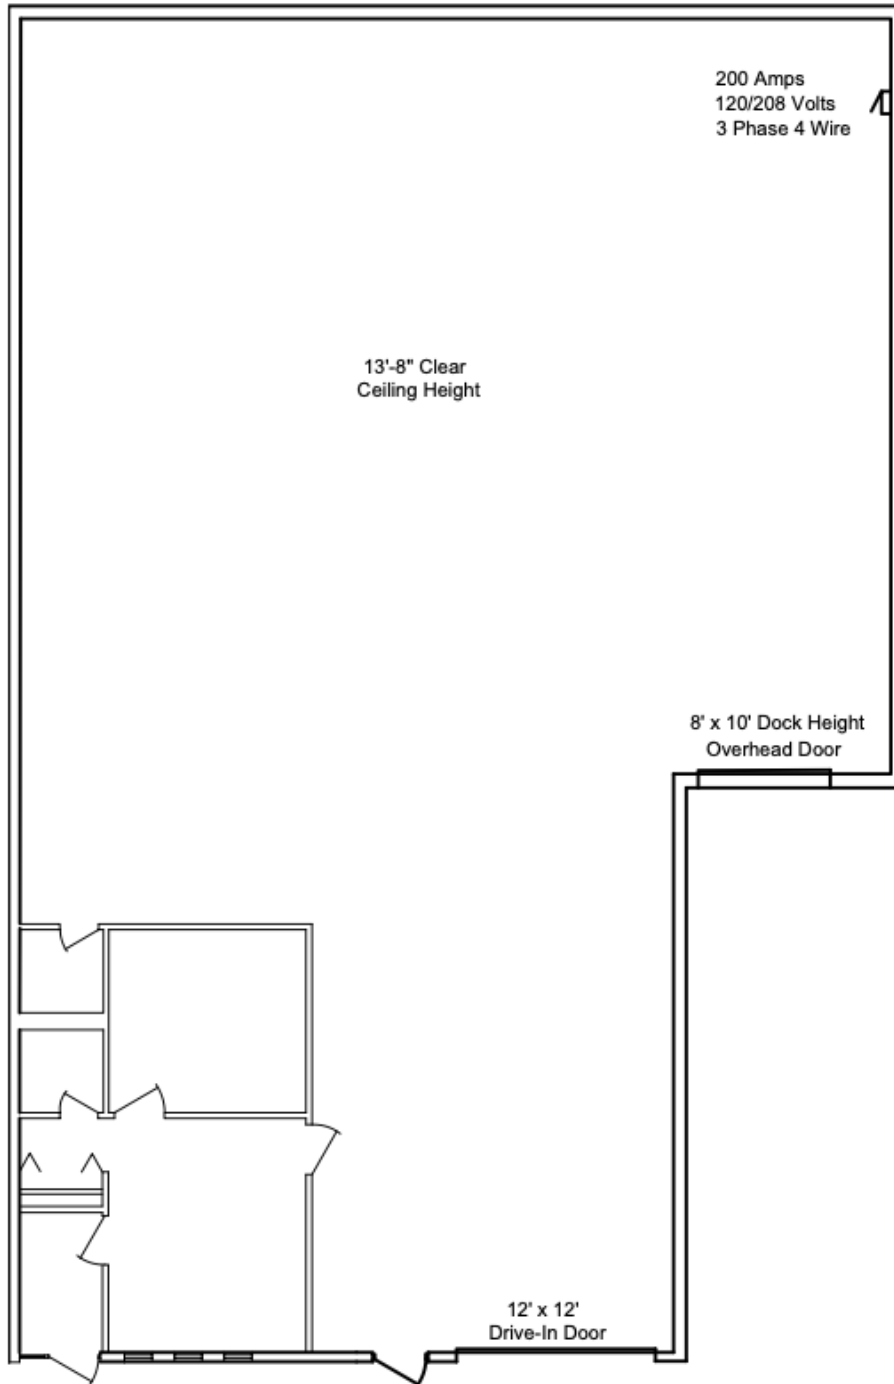 200 Amps
120/208 Volts
3 Phase 4 Wire
13'-8" Clear
Ceiling Height
8' x 10' Dock Height
Overhead Door
12' x 12'
Drive-In Door